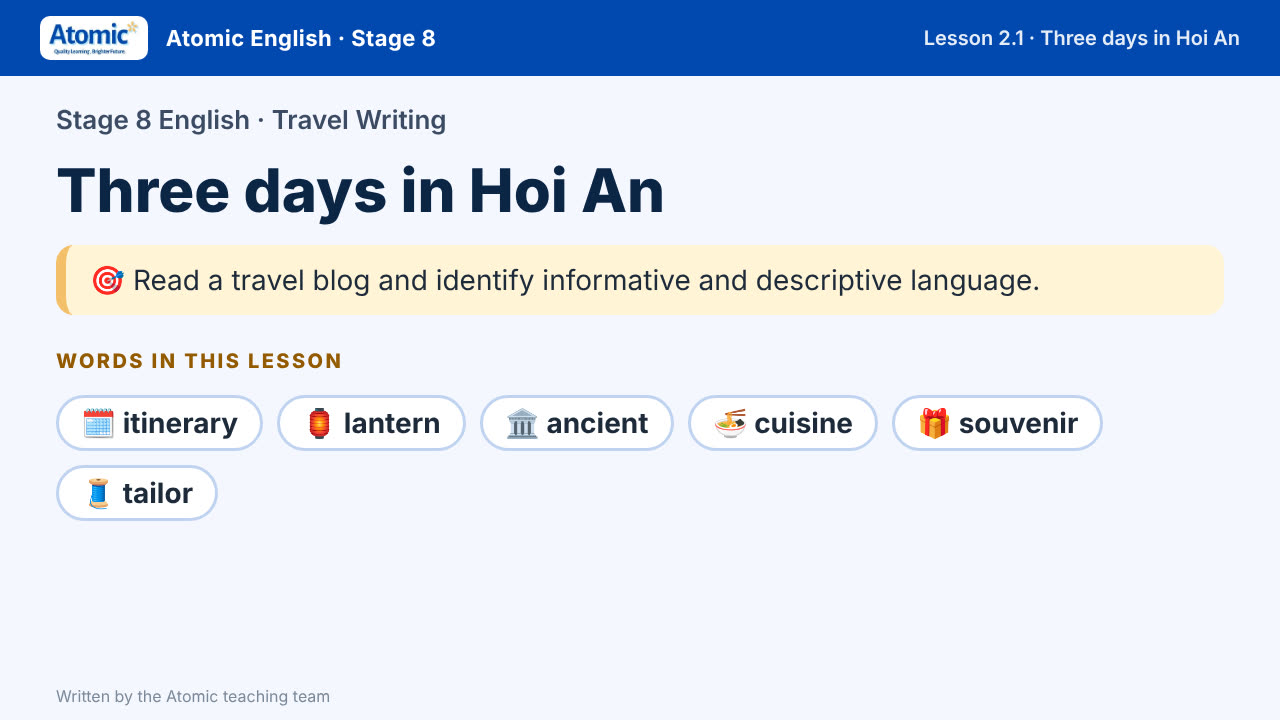 Atomic
Quality Learning . Brighter Future
Atomic English · Stage 8
Lesson 2.1 · Three days in Hoi An
Stage 8 English · Travel Writing
Three days in Hoi An
🎯 Read a travel blog and identify informative and descriptive language.
WORDS IN THIS LESSON
🗓️ itinerary 🏮 lantern 🏛️ ancient 🍜 cuisine 🎁 souvenir
🧵 tailor
Written by the Atomic teaching team